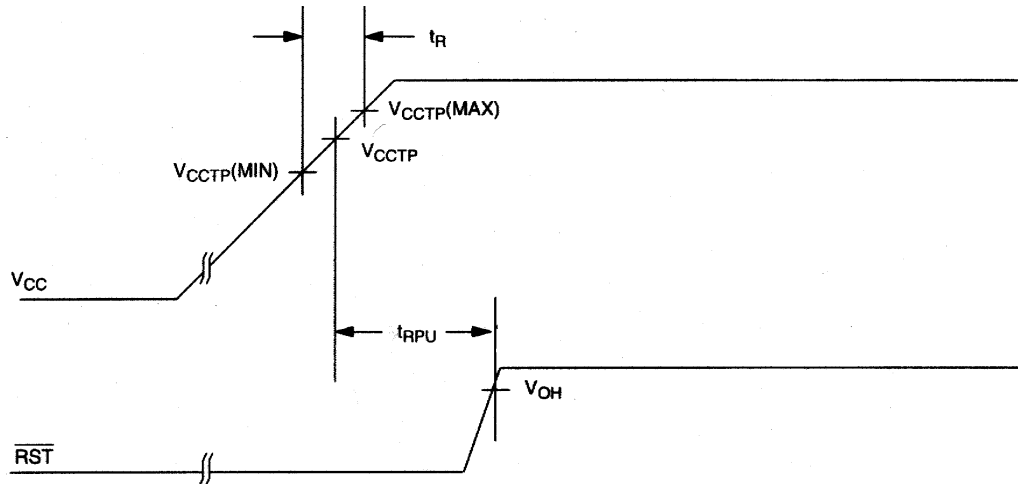 tR
VCCTP(MAX)
VCCTP
VCCTP(MIN)
VCC
tRPU
VOH
RST